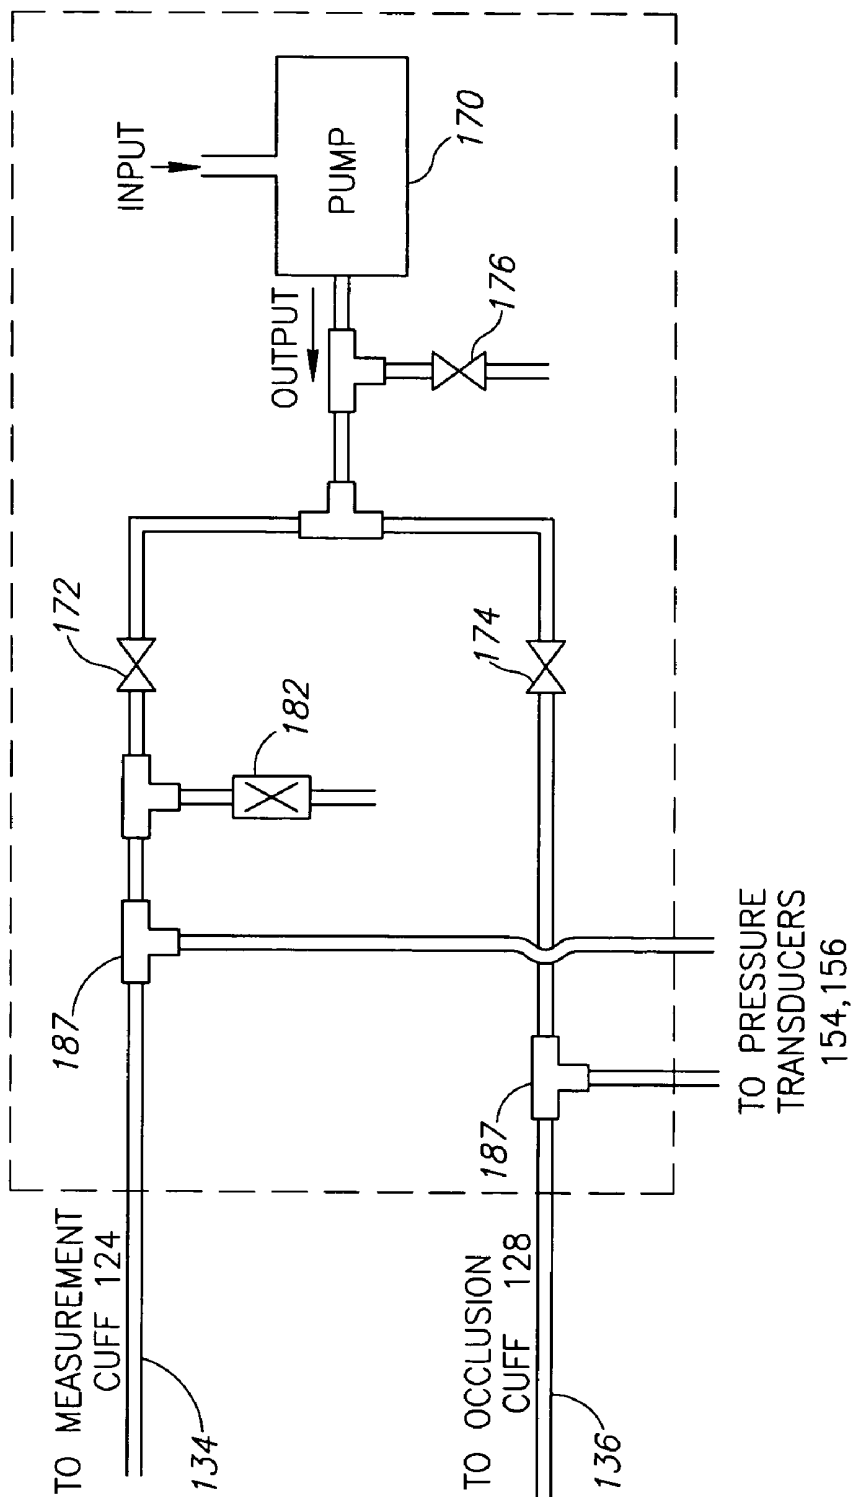 INPUT
PUMP
170
OUTPUT
176
172
174
182
187
187
TO PRESSURE
TRANSDUCERS
154,156
TO MEASUREMENT
CUFF 124
134
TO OCCLUSION
CUFF 128
136